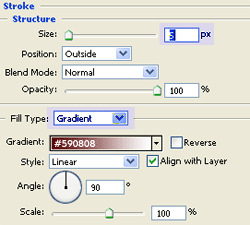 Stroke
Structure
Size: 3 px
Position: Outside
Blend Mode: Normal
Opacity: 100 %
Fill Type: Gradient
Gradient: #590808 Reverse
Style: Linear Align with Layer
Angle: 90 °
Scale: 100 %